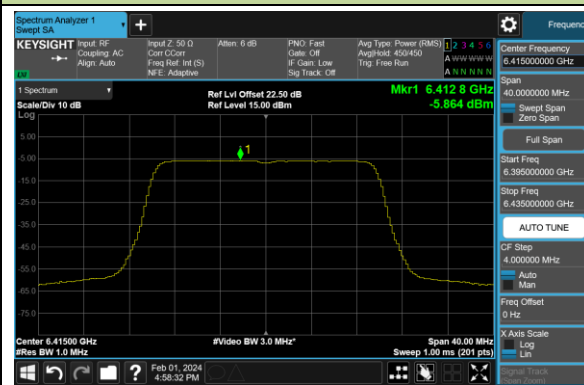 Spectrum Analyzer 1
Swept SA
Frequen
KEYSIGHT
Input: RF
Coupling: AC
Align: Auto
Input Z: 50 Ω
Corr CCorr
Freq Ref: Int (S)
NFE: Adaptive
Atten: 6 dB
PNO: Fast
Gate: Off
IF Gain: Low
Sig Track: Off
Avg Type: Power (RMS)
Avg|Hold: 450/450
Trig: Free Run
1 2 3 4 5 6
A W W W W W
A N N N N N
1 Spectrum
Scale/Div 10 dB
Log
Ref Lvl Offset 22.50 dB
Ref Level 15.00 dBm
Mkr1 6.412 8 GHz
-5.864 dBm
1
5.00
-5.00
-15.0
-25.0
-35.0
-45.0
-55.0
-65.0
-75.0
Center 6.41500 GHz
#Res BW 1.0 MHz
#Video BW 3.0 MHz*
Span 40.00 MHz
Sweep 1.00 ms (201 pts)
Feb 01, 2024
4:58:32 PM
Center Frequency
6.415000000 GHz
Span
40.0000000 MHz
Swept Span
Zero Span
Full Span
Start Freq
6.395000000 GHz
Stop Freq
6.435000000 GHz
AUTO TUNE
CF Step
4.000000 MHz
Auto
Man
Freq Offset
0 Hz
X Axis Scale
Log
Lin
Signal Track
(Span Zoom)